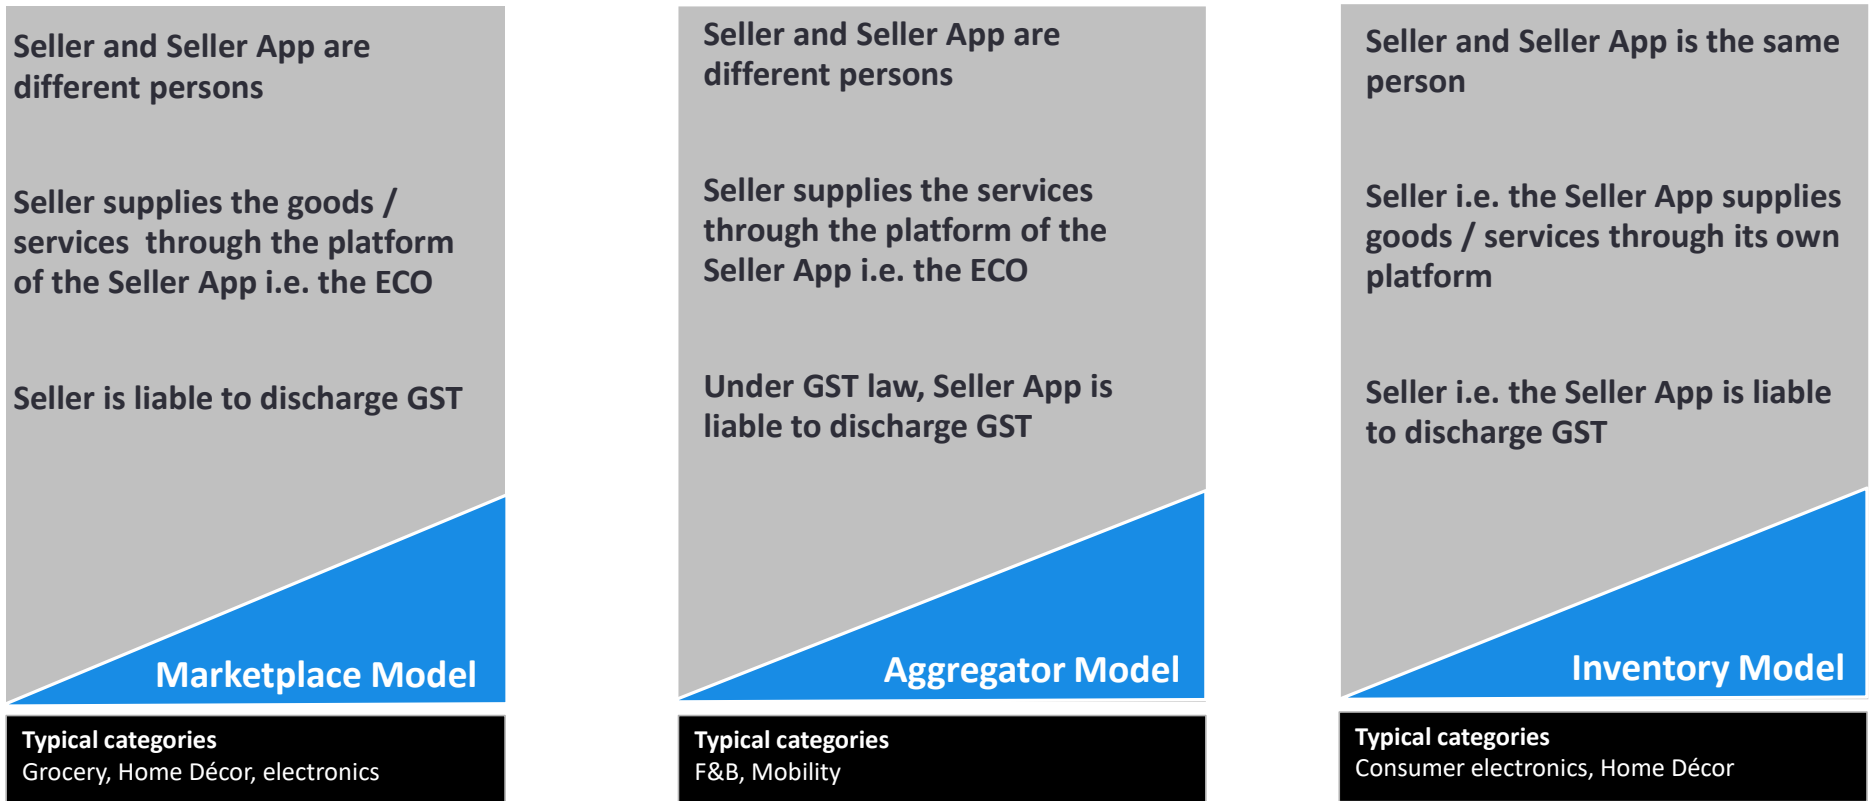 Seller and Seller App are
different persons
Seller supplies the goods /
services through the platform
of the Seller App i.e. the ECO
Seller is liable to discharge GST
Marketplace Model
Typical categories
Grocery, Home Décor, electronics
Seller and Seller App are
different persons
Seller supplies the services
through the platform of the
Seller App i.e. the ECO
Under GST law, Seller App is
liable to discharge GST
Aggregator Model
Typical categories
F&B, Mobility
Seller and Seller App is the same
person
Seller i.e. the Seller App supplies
goods / services through its own
platform
Seller i.e. the Seller App is liable
to discharge GST
Inventory Model
Typical categories
Consumer electronics, Home Décor